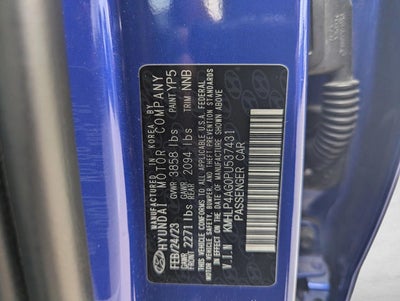 MANUFACTURED IN KOREA BY
HYUNDAI MOTOR COMPANY
FEB/24/23 GVWR 3858 lbs PAINT YP5
GAWR FRONT 2271 lbs GAWR REAR 2094 lbs TRIM NNB
THIS VEHICLE CONFORMS TO ALL APPLICABLE U.S.A. FEDERAL
MOTOR VEHICLE SAFETY, BUMPER, AND THEFT PREVENTION STANDARDS
IN EFFECT ON THE DATE OF MANUFACTURE SHOWN ABOVE
V.I.N KMHLP4AG0PU537431
PASSENGER CAR